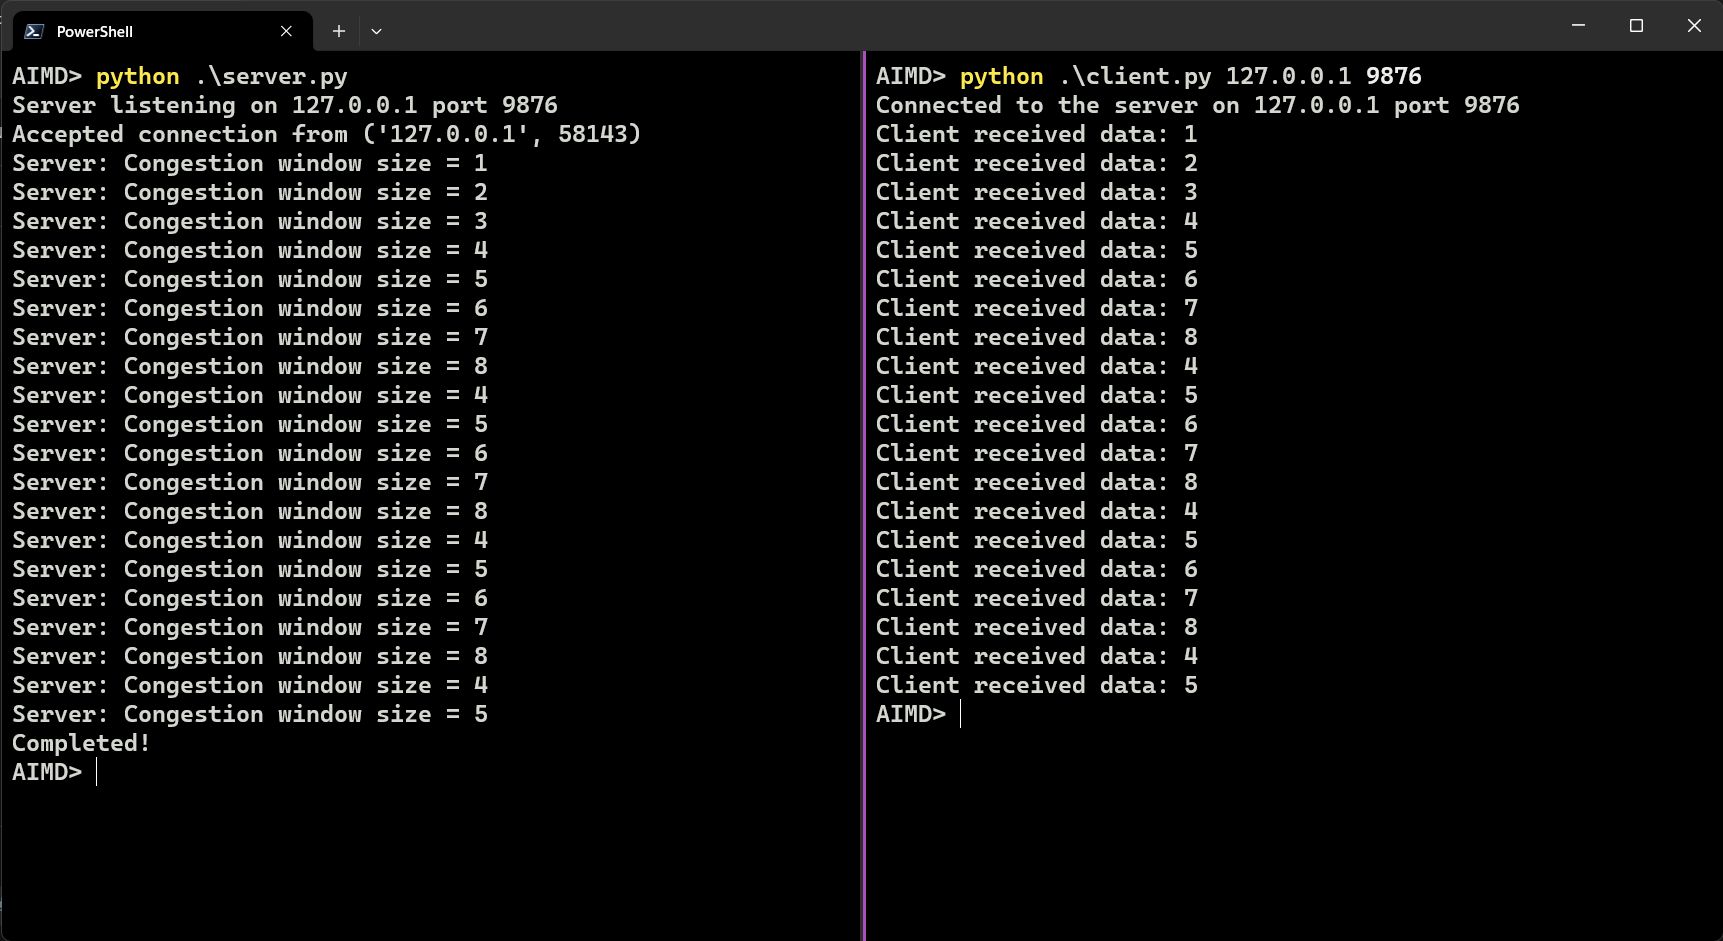 PowerShell
AIMD> python .\server.py
Server listening on 127.0.0.1 port 9876
Accepted connection from ('127.0.0.1', 58143)
Server: Congestion window size = 1
Server: Congestion window size = 2
Server: Congestion window size = 3
Server: Congestion window size = 4
Server: Congestion window size = 5
Server: Congestion window size = 6
Server: Congestion window size = 7
Server: Congestion window size = 8
Server: Congestion window size = 4
Server: Congestion window size = 5
Server: Congestion window size = 6
Server: Congestion window size = 7
Server: Congestion window size = 8
Server: Congestion window size = 4
Server: Congestion window size = 5
Server: Congestion window size = 6
Server: Congestion window size = 7
Server: Congestion window size = 8
Server: Congestion window size = 4
Server: Congestion window size = 5
Completed!
AIMD>
AIMD> python .\client.py 127.0.0.1 9876
Connected to the server on 127.0.0.1 port 9876
Client received data: 1
Client received data: 2
Client received data: 3
Client received data: 4
Client received data: 5
Client received data: 6
Client received data: 7
Client received data: 8
Client received data: 4
Client received data: 5
Client received data: 6
Client received data: 7
Client received data: 8
Client received data: 4
Client received data: 5
Client received data: 6
Client received data: 7
Client received data: 8
Client received data: 4
Client received data: 5
AIMD>